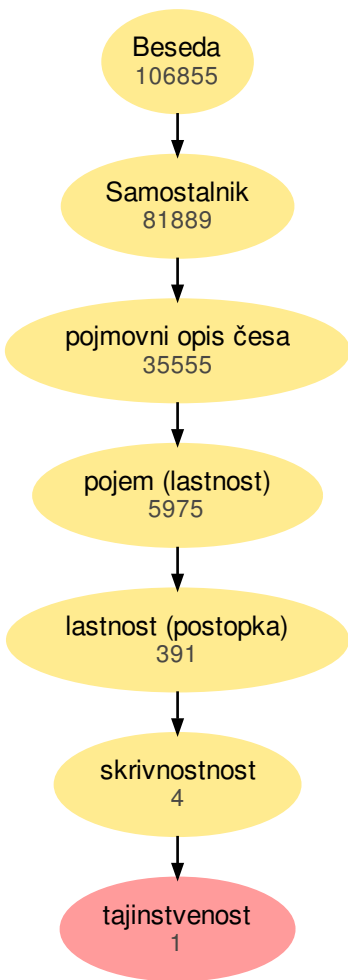 Beseda
106855
Samostalnik
81889
pojmovni opis česa
35555
pojem (lastnost)
5975
lastnost (postopka)
391
skrivnostnost
4
tajinstvenost
1